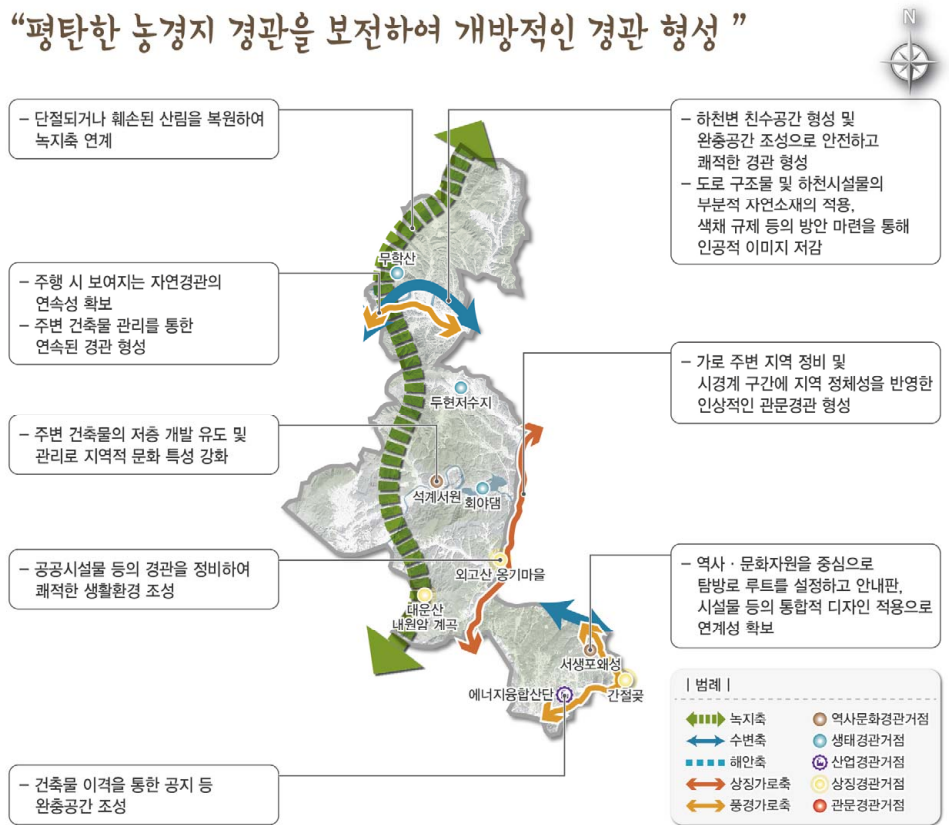 “평탄한 농경지 경관을 보전하여 개방적인 경관 형성 ”
N
– 단절되거나 훼손된 산림을 복원하여
녹지축 연계
– 하천변 친수공간 형성 및
완충공간 조성으로 안전하고
쾌적한 경관 형성
– 도로 구조물 및 하천시설물의
부분적 자연소재의 적용,
색채 규제 등의 방안 마련을 통해
인공적 이미지 저감
– 주행 시 보여지는 자연경관의
연속성 확보
– 주변 건축물 관리를 통한
연속된 경관 형성
– 가로 주변 지역 정비 및
시경계 구간에 지역 정체성을 반영한
인상적인 관문경관 형성
– 주변 건축물의 저층 개발 유도 및
관리로 지역적 문화 특성 강화
– 공공시설물 등의 경관을 정비하여
쾌적한 생활환경 조성
– 역사 · 문화자원을 중심으로
탐방로 루트를 설정하고 안내판,
시설물 등의 통합적 디자인 적용으로
연계성 확보
– 건축물 이격을 통한 공지 등
완충공간 조성
무학산
두현저수지
석계서원
회야댐
외고산 옹기마을
대운산
내원암 계곡
서생포왜성
에너지융합산단
간절곶
| 범례 |
녹지축
역사문화경관거점
수변축
생태경관거점
해안축
산업경관거점
상징가로축
상징경관거점
풍경가로축
관문경관거점